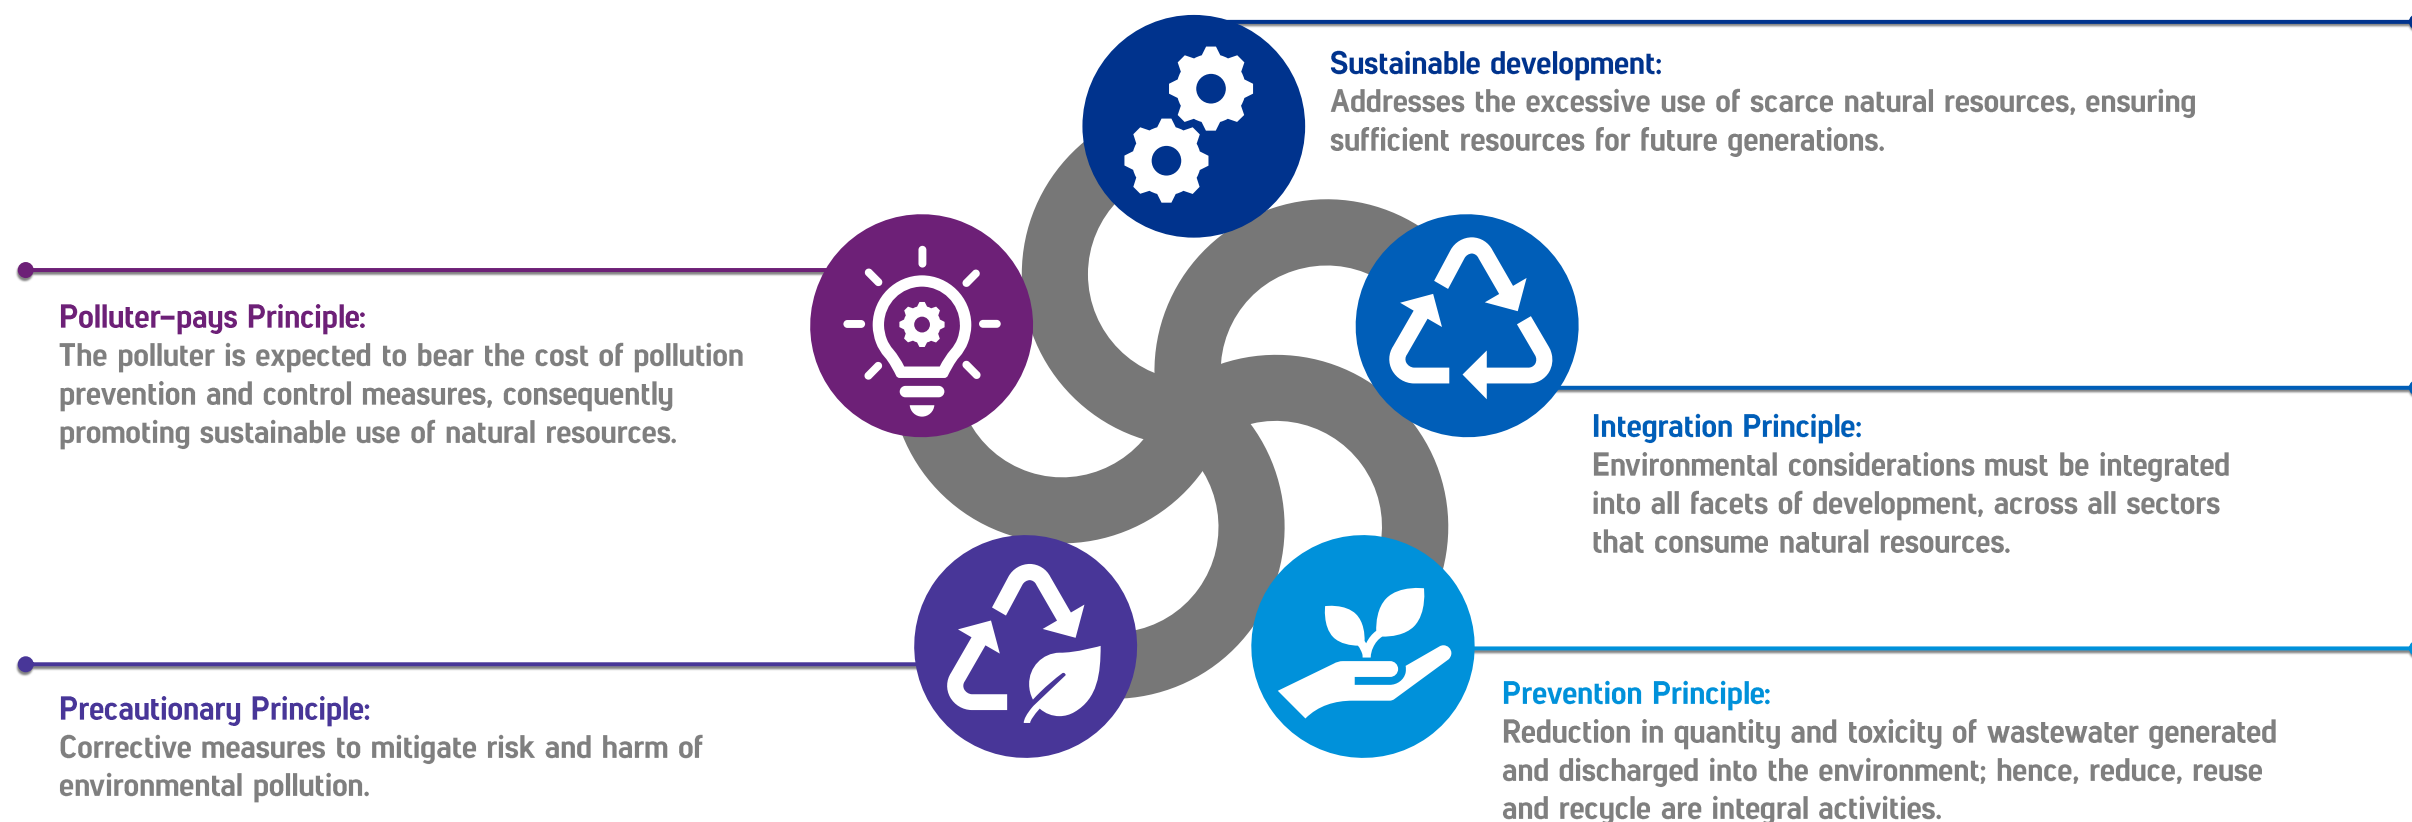 Sustainable development:
Addresses the excessive use of scarce natural resources, ensuring
sufficient resources for future generations.
Polluter-pays Principle:
The polluter is expected to bear the cost of pollution
prevention and control measures, consequently
promoting sustainable use of natural resources.
Integration Principle:
Environmental considerations must be integrated
into all facets of development, across all sectors
that consume natural resources.
Precautionary Principle:
Corrective measures to mitigate risk and harm of
environmental pollution.
Prevention Principle:
Reduction in quantity and toxicity of wastewater generated
and discharged into the environment; hence, reduce, reuse
and recycle are integral activities.